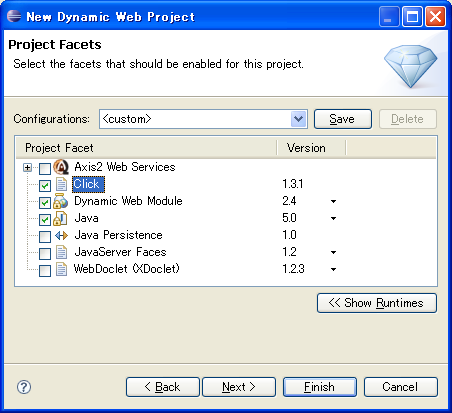 New Dynamic Web Project
Project Facets
Select the facets that should be enabled for this project.
Configurations: <custom> Save Delete
Project Facet Version
Axis2 Web Services
Click 1.3.1
Dynamic Web Module 2.4
Java 5.0
Java Persistence 1.0
JavaServer Faces 1.2
WebDoclet (XDoclet) 1.2.3
<< Show Runtimes
? < Back Next > Finish Cancel